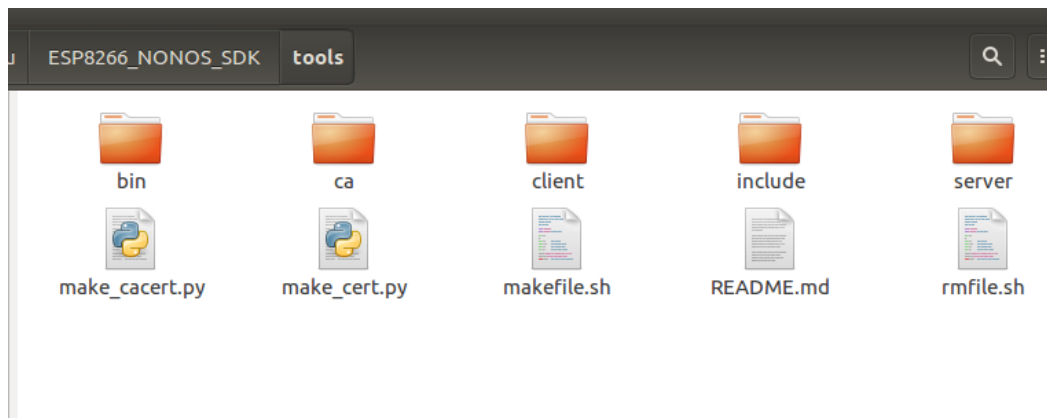 ESP8266_NONOS_SDK tools
bin ca client include server
make_cacert.py make_cert.py makefile.sh README.md rmfile.sh